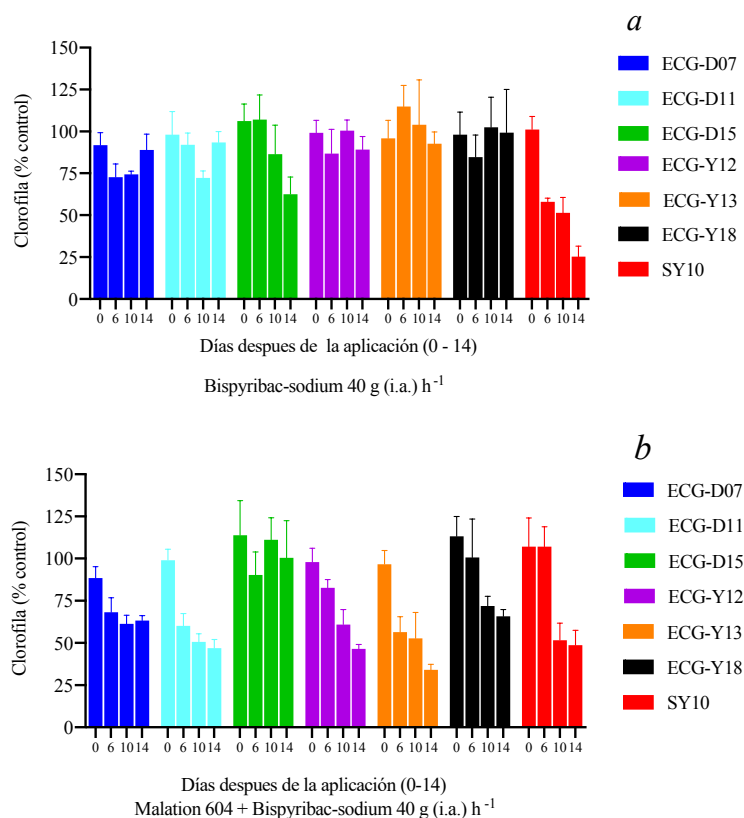 a
150
125
100
75
50
25
0
Clorofila (% control)
0 6 10 14 0 6 10 14 0 6 10 14 0 6 10 14 0 6 10 14 0 6 10 14 0 6 10 14
Días despues de la aplicación (0 - 14)
Bispyribac-sodium 40 g (i.a.) h-1
ECG-D07
ECG-D11
ECG-D15
ECG-Y12
ECG-Y13
ECG-Y18
SY10
b
150
125
100
75
50
25
0
Clorofila (% control)
0 6 10 14 0 6 10 14 0 6 10 14 0 6 10 14 0 6 10 14 0 6 10 14 0 6 10 14
Días despues de la aplicación (0-14)
Malation 604 + Bispyribac-sodium 40 g (i.a.) h-1
ECG-D07
ECG-D11
ECG-D15
ECG-Y12
ECG-Y13
ECG-Y18
SY10